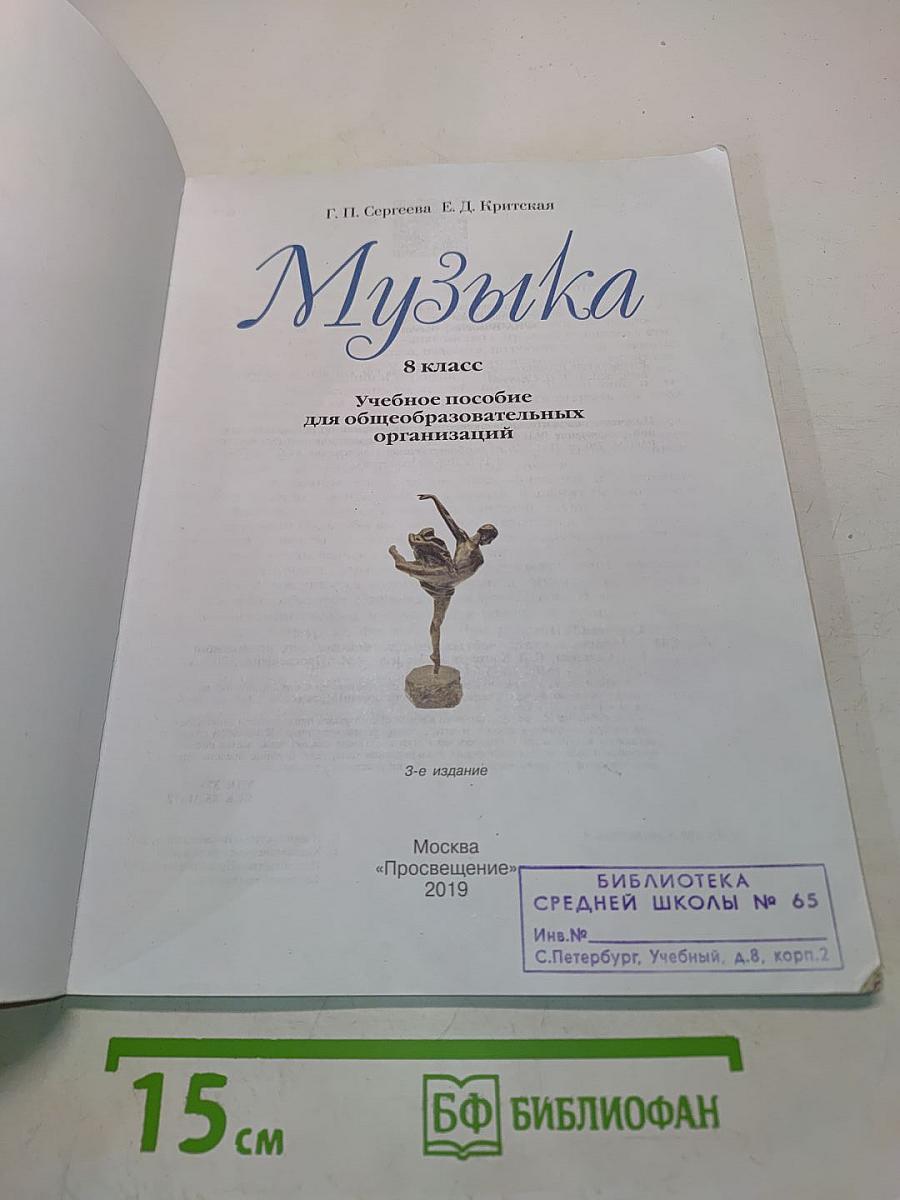 Г. П. Сергеева Е. Д. Критская
Музыка
8 класс
Учебное пособие
для общеобразовательных
организаций
3-е издание
Москва
«Просвещение»
2019
БИБЛИОТЕКА
СРЕДНЕЙ ШКОЛЫ № 65
Инв.№
С.Петербург, Учебный, д.8, корп.2
15 см
БФ БИБЛИОФАН